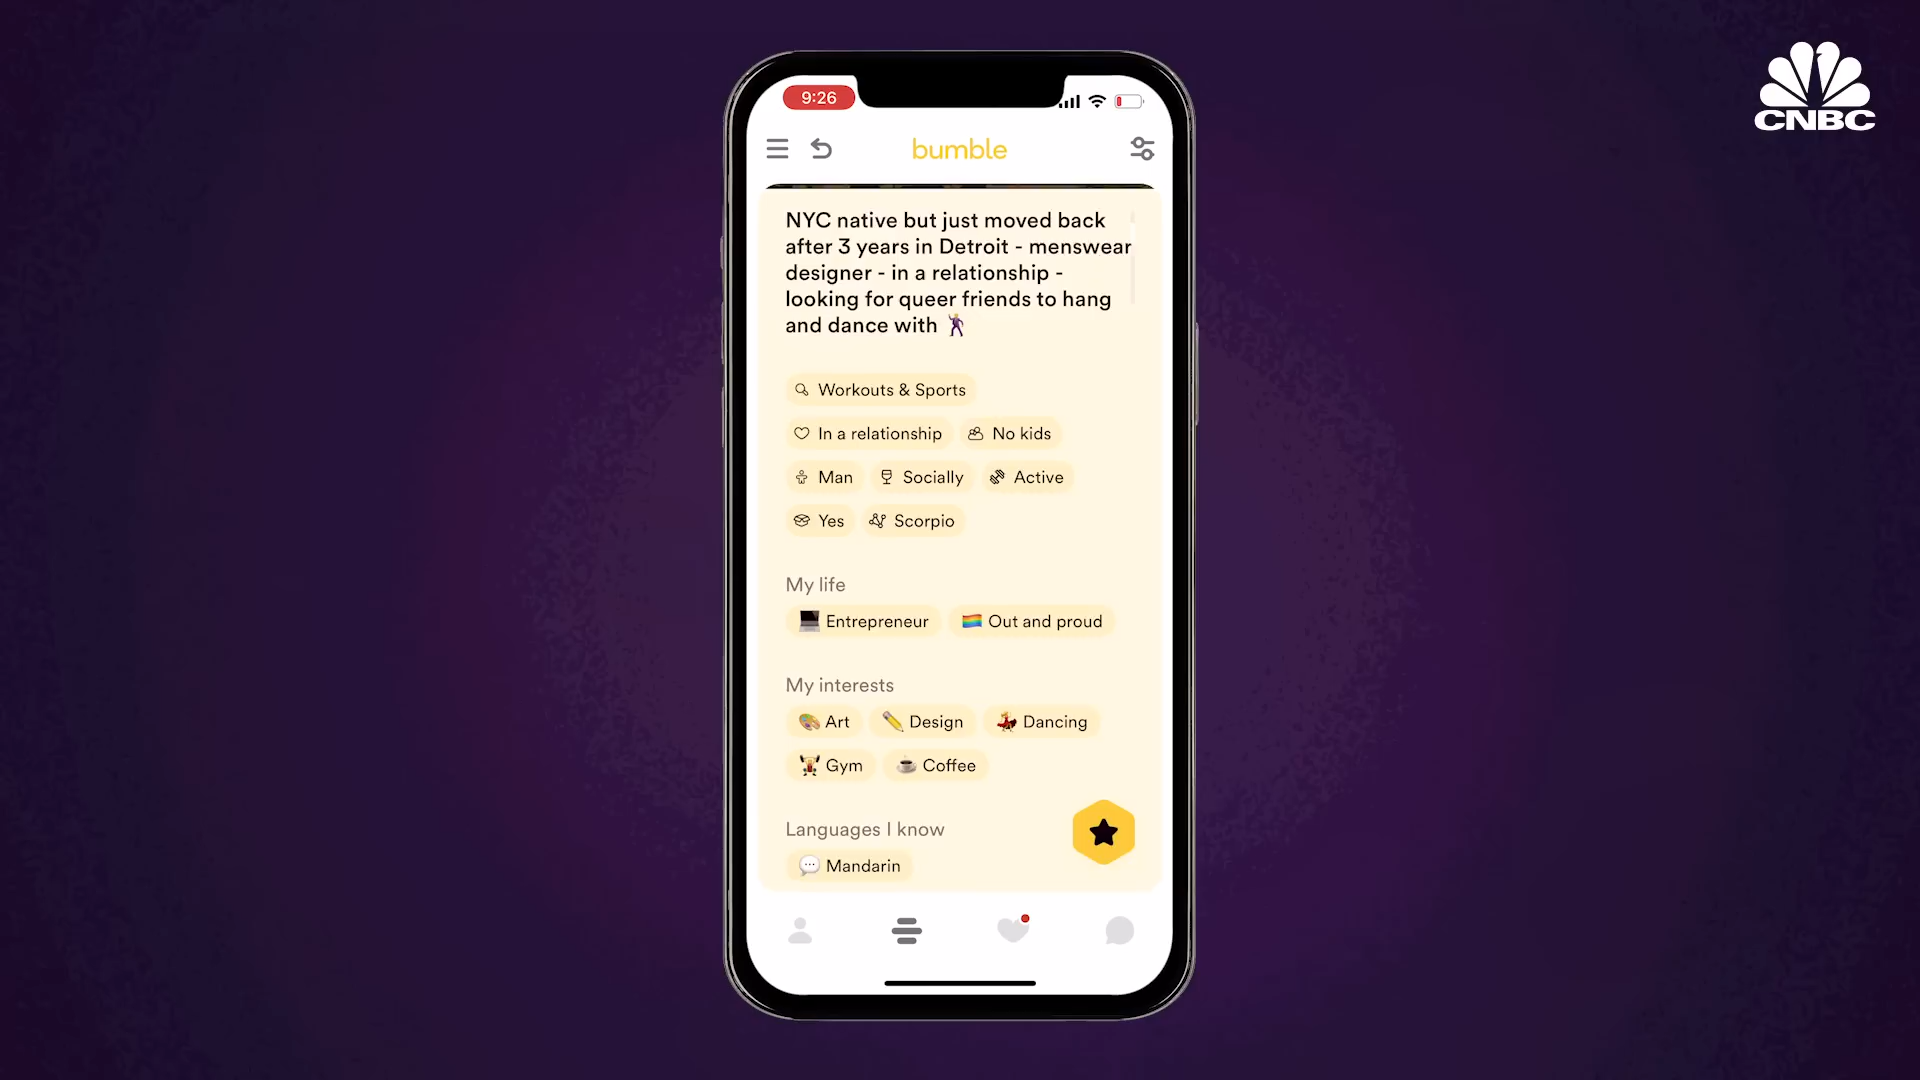 9:26
CNBC
bumble
NYC native but just moved back
after 3 years in Detroit - menswear
designer - in a relationship -
looking for queer friends to hang
and dance with 🕺
Workouts & Sports
In a relationship No kids
Man Socially Active
Yes Scorpio
My life
Entrepreneur Out and proud
My interests
Art Design Dancing
Gym Coffee
Languages I know
Mandarin